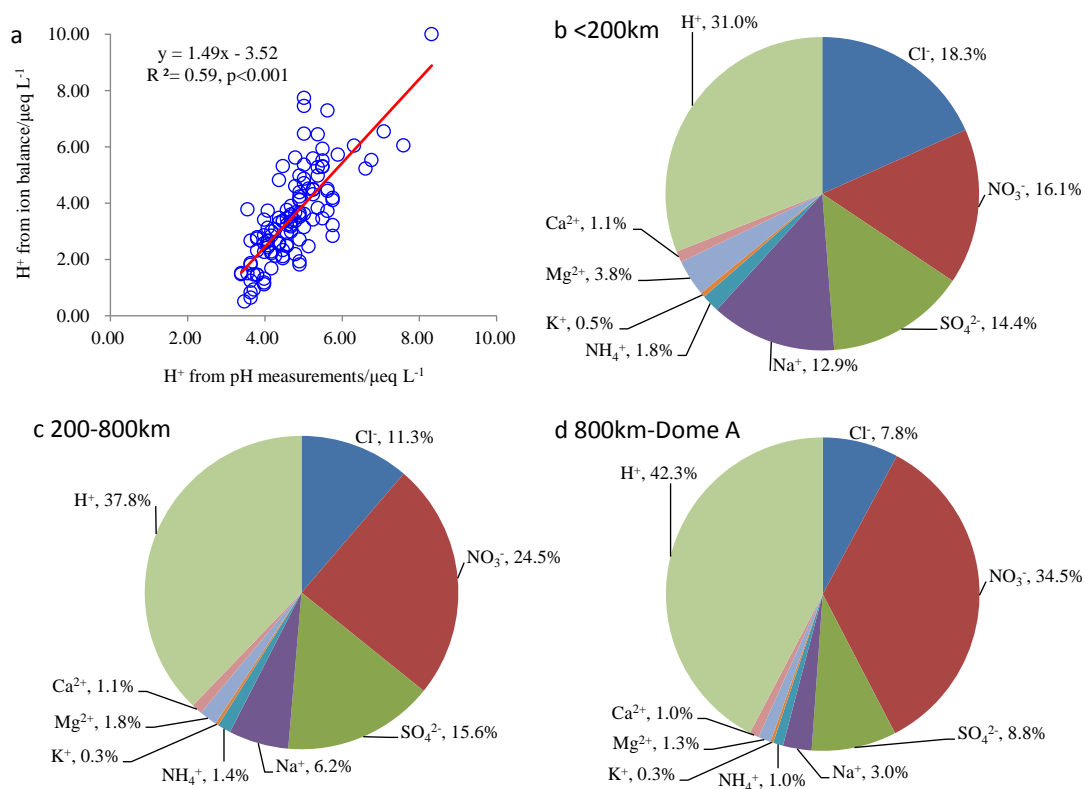 a
y = 1.49x - 3.52
R ²= 0.59, p<0.001
H⁺ from ion balance/μeq L⁻¹
10.00
8.00
6.00
4.00
2.00
0.00
0.00 2.00 4.00 6.00 8.00 10.00
H⁺ from pH measurements/μeq L⁻¹
b <200km
H⁺, 31.0%
Cl⁻, 18.3%
NO₃⁻, 16.1%
SO₄²⁻, 14.4%
Na⁺, 12.9%
NH₄⁺, 1.8%
K⁺, 0.5%
Mg²⁺, 3.8%
Ca²⁺, 1.1%
c 200-800km
Cl⁻, 11.3%
H⁺, 37.8%
NO₃⁻, 24.5%
SO₄²⁻, 15.6%
Na⁺, 6.2%
NH₄⁺, 1.4%
K⁺, 0.3%
Mg²⁺, 1.8%
Ca²⁺, 1.1%
d 800km-Dome A
Cl⁻, 7.8%
H⁺, 42.3%
NO₃⁻, 34.5%
SO₄²⁻, 8.8%
Na⁺, 3.0%
NH₄⁺, 1.0%
K⁺, 0.3%
Mg²⁺, 1.3%
Ca²⁺, 1.0%